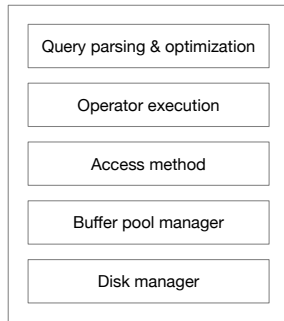 Query parsing & optimization
Operator execution
Access method
Buffer pool manager
Disk manager